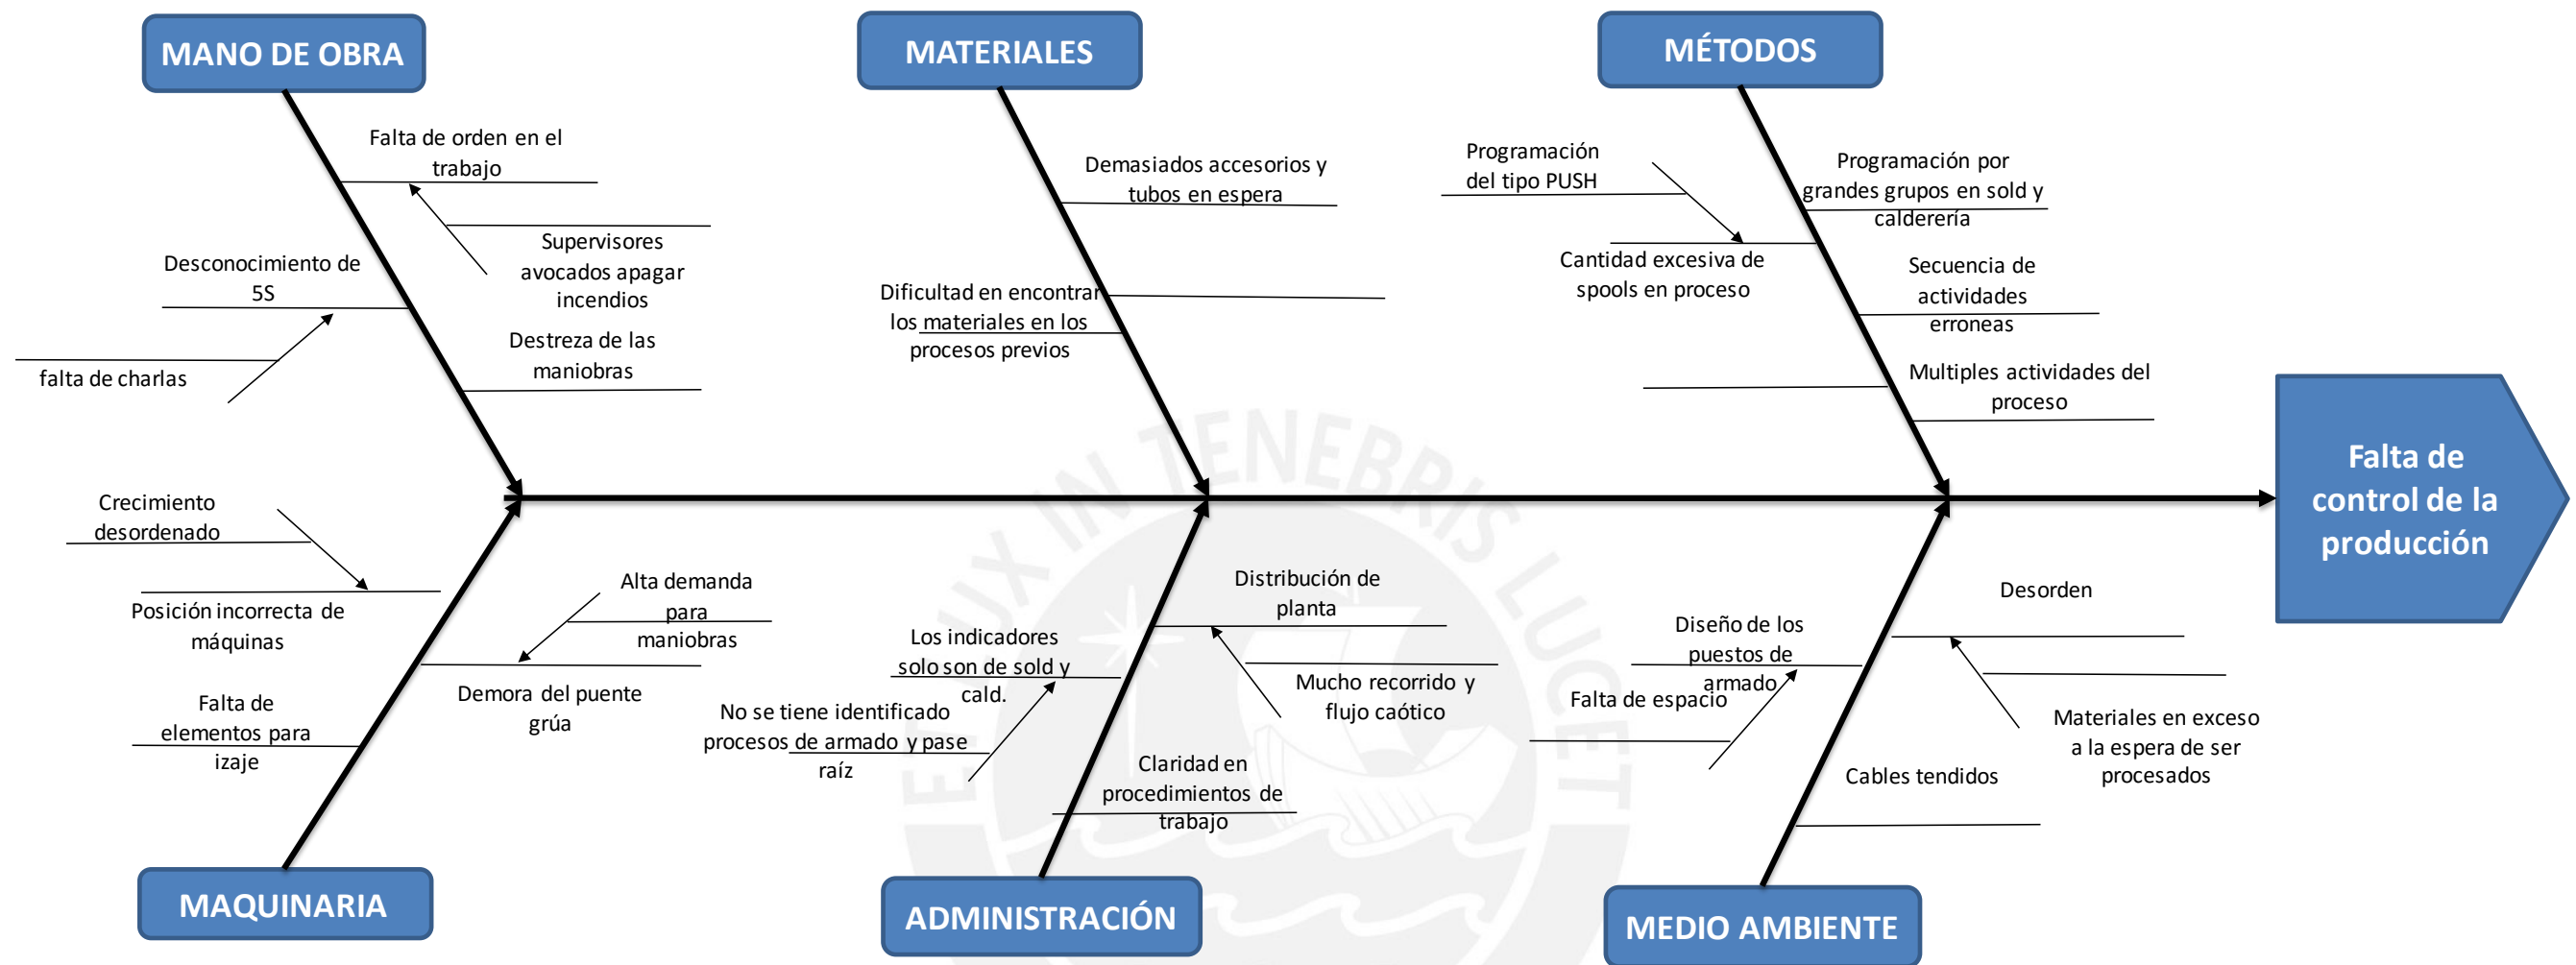 MANO DE OBRA
MATERIALES
MÉTODOS
Falta de orden en el
trabajo
Supervisores
avocados apagar
incendios
Desconocimiento de
5S
falta de charlas
Destreza de las
maniobras
Demasiados accesorios y
tubos en espera
Dificultad en encontrar
los materiales en los
procesos previos
Programación
del tipo PUSH
Cantidad excesiva de
spools en proceso
Programación por
grandes grupos en sold y
calderería
Secuencia de
actividades
erroneas
Multiples actividades del
proceso
Falta de
control de la
producción
Crecimiento
desordenado
Posición incorrecta de
máquinas
Alta demanda
para
maniobras
Demora del puente
grúa
Falta de
elementos para
izaje
Distribución de
planta
Mucho recorrido y
flujo caótico
Los indicadores
solo son de sold y
cald.
No se tiene identificado
procesos de armado y pase
raíz
Claridad en
procedimientos de
trabajo
Desorden
Materiales en exceso
a la espera de ser
procesados
Diseño de los
puestos de
armado
Falta de espacio
Cables tendidos
MAQUINARIA
ADMINISTRACIÓN
MEDIO AMBIENTE
ET LUX IN TENEBRIS LUCET